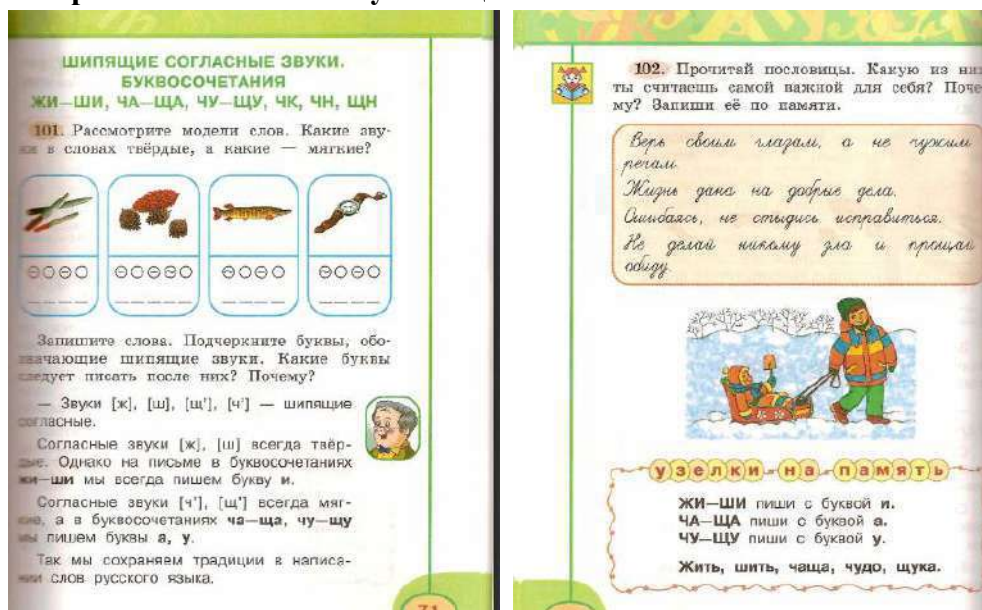 ШИПЯЩИЕ СОГЛАСНЫЕ ЗВУКИ.
БУКВОСОЧЕТАНИЯ
ЖИ—ШИ, ЧА—ЩА, ЧУ—ЩУ, ЧК, ЧН, ЩН
101. Рассмотрите модели слов. Какие зву-
в словах твёрдые, а какие — мягкие?
Запишите слова. Подчеркните буквы, обо-
значающие шипящие звуки. Какие буквы
следует писать после них? Почему?
— Звуки [ж], [ш], [щ'], [ч'] — шипящие
согласные.
Согласные звуки [ж], [ш] всегда твёр-
дые. Однако на письме в буквосочетаниях
жи—ши мы всегда пишем букву и.
Согласные звуки [ч'], [щ'] всегда мяг-
кие, а в буквосочетаниях ча—ща, чу—щу
мы пишем буквы а, у.
Так мы сохраняем традиции в написа-
нии слов русского языка.
71
102. Прочитай пословицы. Какую из них
ты считаешь самой важной для себя? Поче-
му? Запиши её по памяти.
Верь своим глазам, а не чужим
речам.
Жизнь дана на добрые дела.
Ошибаясь, не стыдись исправиться.
Не делай никому зла и прощай
обиду
узелки на память
ЖИ—ШИ пиши с буквой и.
ЧА—ЩА пиши с буквой а.
ЧУ—ЩУ пиши с буквой у.
Жить, шить, чаща, чудо, щука.